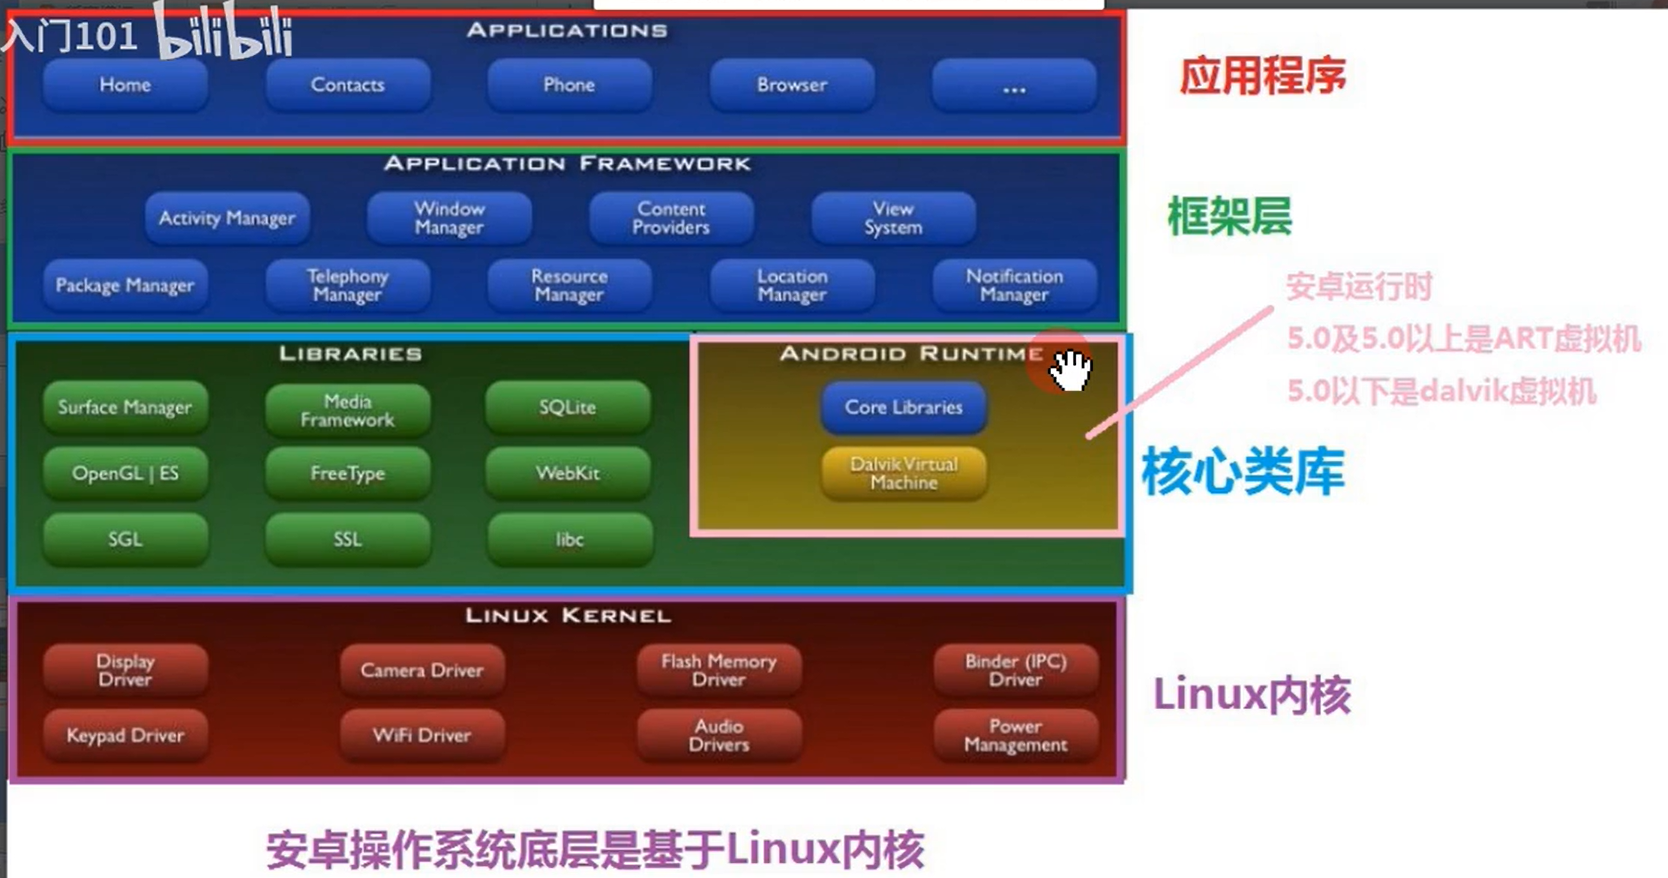 入门101 bilibili
APPLICATIONS
Home
Contacts
Phone
Browser
...
应用程序
APPLICATION FRAMEWORK
Activity Manager
Window
Manager
Content
Providers
View
System
框架层
Package Manager
Telephony
Manager
Resource
Manager
Location
Manager
Notification
Manager
安卓运行时
5.0及5.0以上是ART虚拟机
5.0以下是dalvik虚拟机
LIBRARIES
Surface Manager
Media
Framework
SQLite
OpenGL | ES
FreeType
WebKit
SGL
SSL
libc
ANDROID RUNTIME
Core Libraries
Dalvik Virtual
Machine
核心类库
LINUX KERNEL
Display
Driver
Camera Driver
Flash Memory
Driver
Binder (IPC)
Driver
Keypad Driver
WiFi Driver
Audio
Drivers
Power
Management
Linux内核
安卓操作系统底层是基于Linux内核